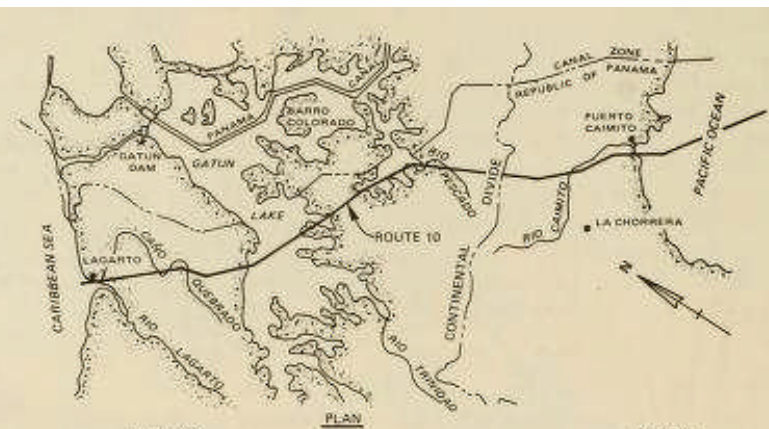 CANAL ZONE
REPUBLIC OF PANAMA
PANAMA
CANAL
BARRO
COLORADO
PUERTO
CAIMITO
GATUN
DAM
GATUN
LAKE
RIO
PESCADO
DIVIDE
CONTINENTAL
PACIFIC OCEAN
RIO CAIMITO
LA CHORRERA
ROUTE 10
CARIBBEAN SEA
LAGARTO
CAÑO
QUEBRADO
RIO
LAGARTO
RIO
TRINIDAD
N
PLAN